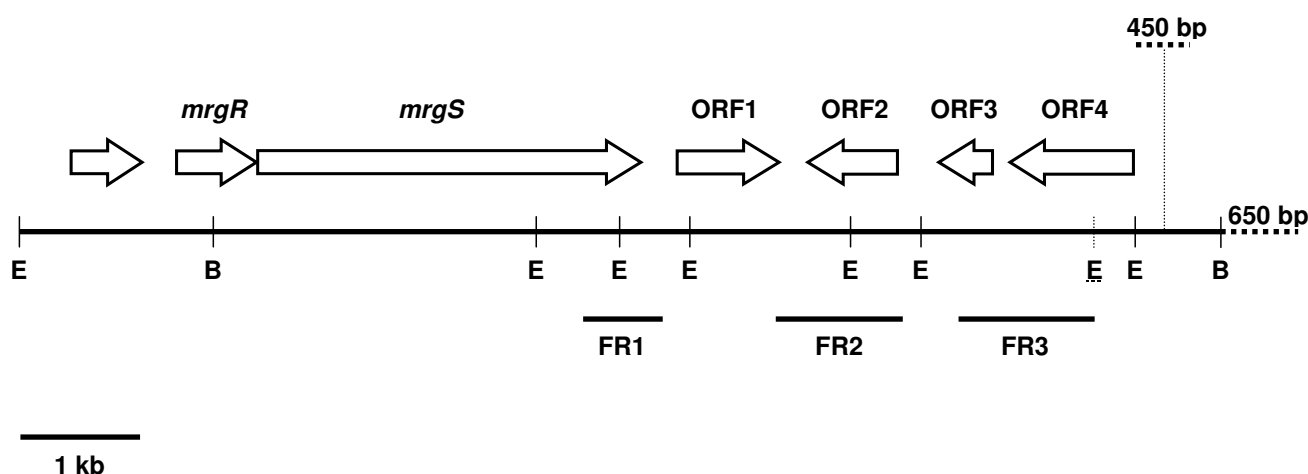 450 bp
mrgR mrgS ORF1 ORF2 ORF3 ORF4
650 bp
E B E E E E E E E B
FR1 FR2 FR3
1 kb